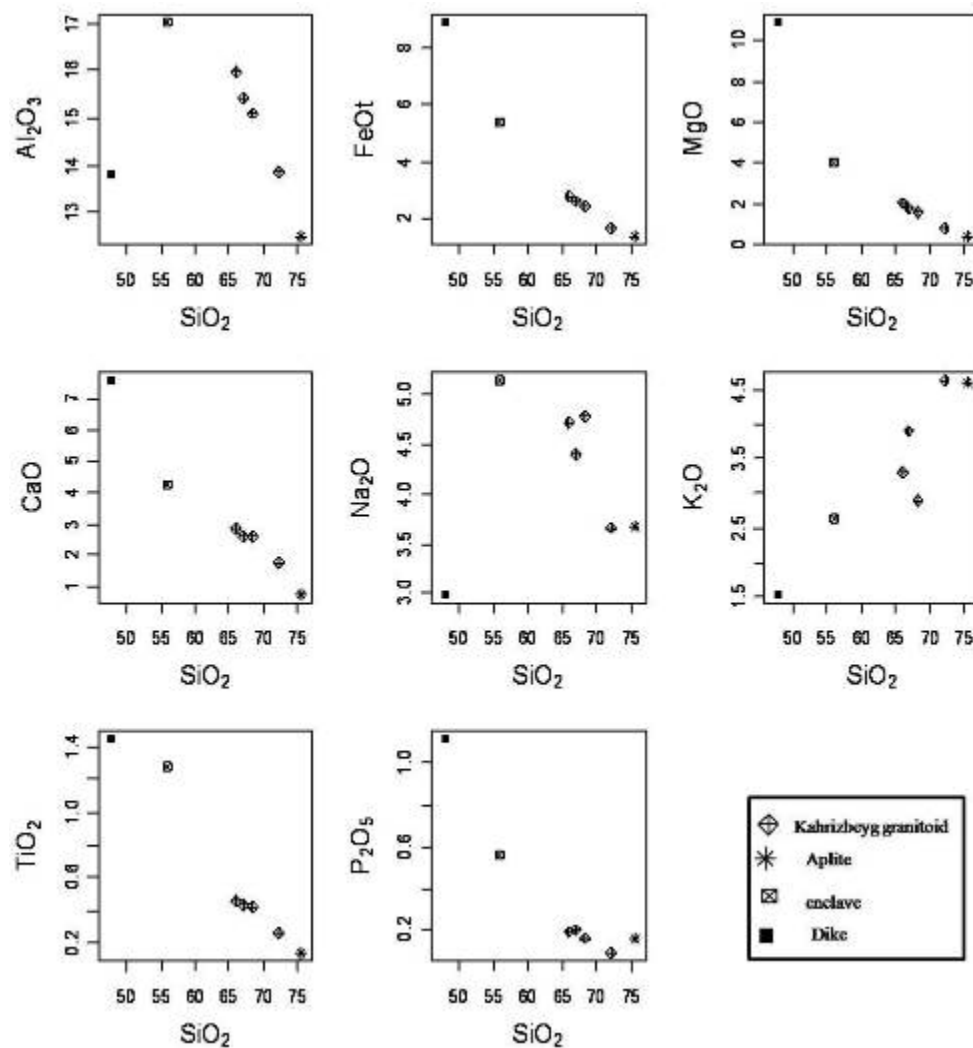 Al₂O₃
13 14 15 16 17
50 55 60 65 70 75
SiO₂
FeOt
2 4 6 8
50 55 60 65 70 75
SiO₂
MgO
0 2 4 6 8 10
50 55 60 65 70 75
SiO₂
CaO
1 2 3 4 5 6 7
50 55 60 65 70 75
SiO₂
Na₂O
3.0 3.5 4.0 4.5 5.0
50 55 60 65 70 75
SiO₂
K₂O
1.5 2.5 3.5 4.5
50 55 60 65 70 75
SiO₂
TiO₂
0.2 0.6 1.0 1.4
50 55 60 65 70 75
SiO₂
P₂O₅
0.2 0.6 1.0
50 55 60 65 70 75
SiO₂
Kahrizbeyg granitoid
Aplite
enclave
Dike